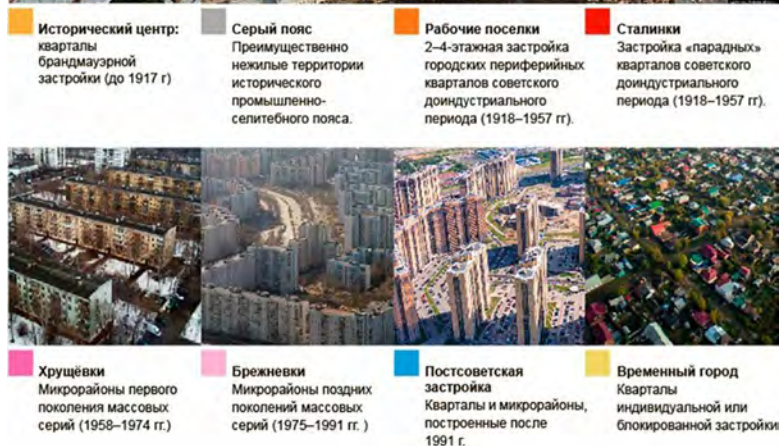 Исторический центр:
кварталы
брандмауэрной
застройки (до 1917 г)
Серый пояс
Преимущественно
нежилые территории
исторического
промышленно-
селитебного пояса.
Рабочие поселки
2–4-этажная застройка
городских периферийных
кварталов советского
доиндустриального
периода (1918–1957 гг).
Сталинки
Застройка «парадных»
кварталов советского
доиндустриального
периода (1918–1957 гг).
Хрущёвки
Микрорайоны первого
поколения массовых
серий (1958–1974 гг.)
Брежневки
Микрорайоны поздних
поколений массовых
серий (1975–1991 гг. )
Постсоветская
застройка
Кварталы и микрорайоны,
построенные после
1991 г.
Временный город
Кварталы
индивидуальной или
блокированной застройки